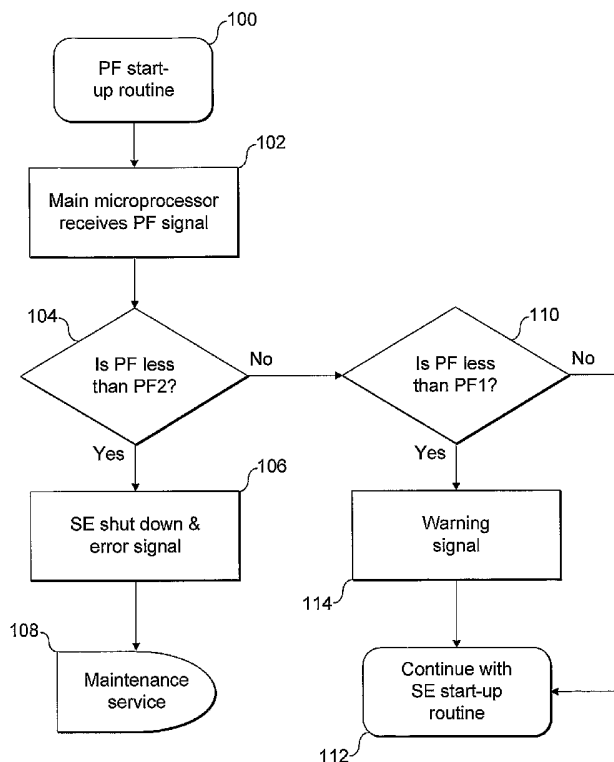 100
PF start-
up routine
102
Main microprocessor
receives PF signal
104
Is PF less
than PF2?
No
110
Is PF less
than PF1?
No
Yes
106
SE shut down &
error signal
Yes
Warning
signal
114
108
Maintenance
service
Continue with
SE start-up
routine
112